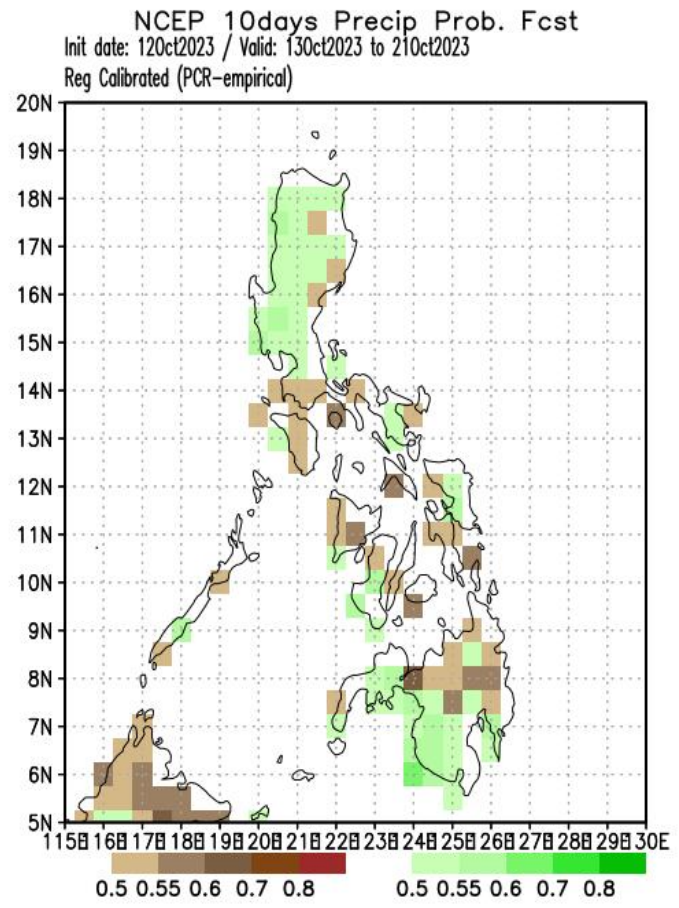 NCEP 10days Precip Prob. Fcst
Init date: 12Oct2023 / Valid: 13Oct2023 to 21Oct2023
Reg Calibrated (PCR-empirical)
20N
19N
18N
17N
16N
15N
14N
13N
12N
11N
10N
9N
8N
7N
6N
5N
115E 116E 117E 118E 119E 120E 121E 122E 123E 124E 125E 126E 127E 128E 129E 130E
0.5 0.55 0.6 0.7 0.8 0.5 0.55 0.6 0.7 0.8